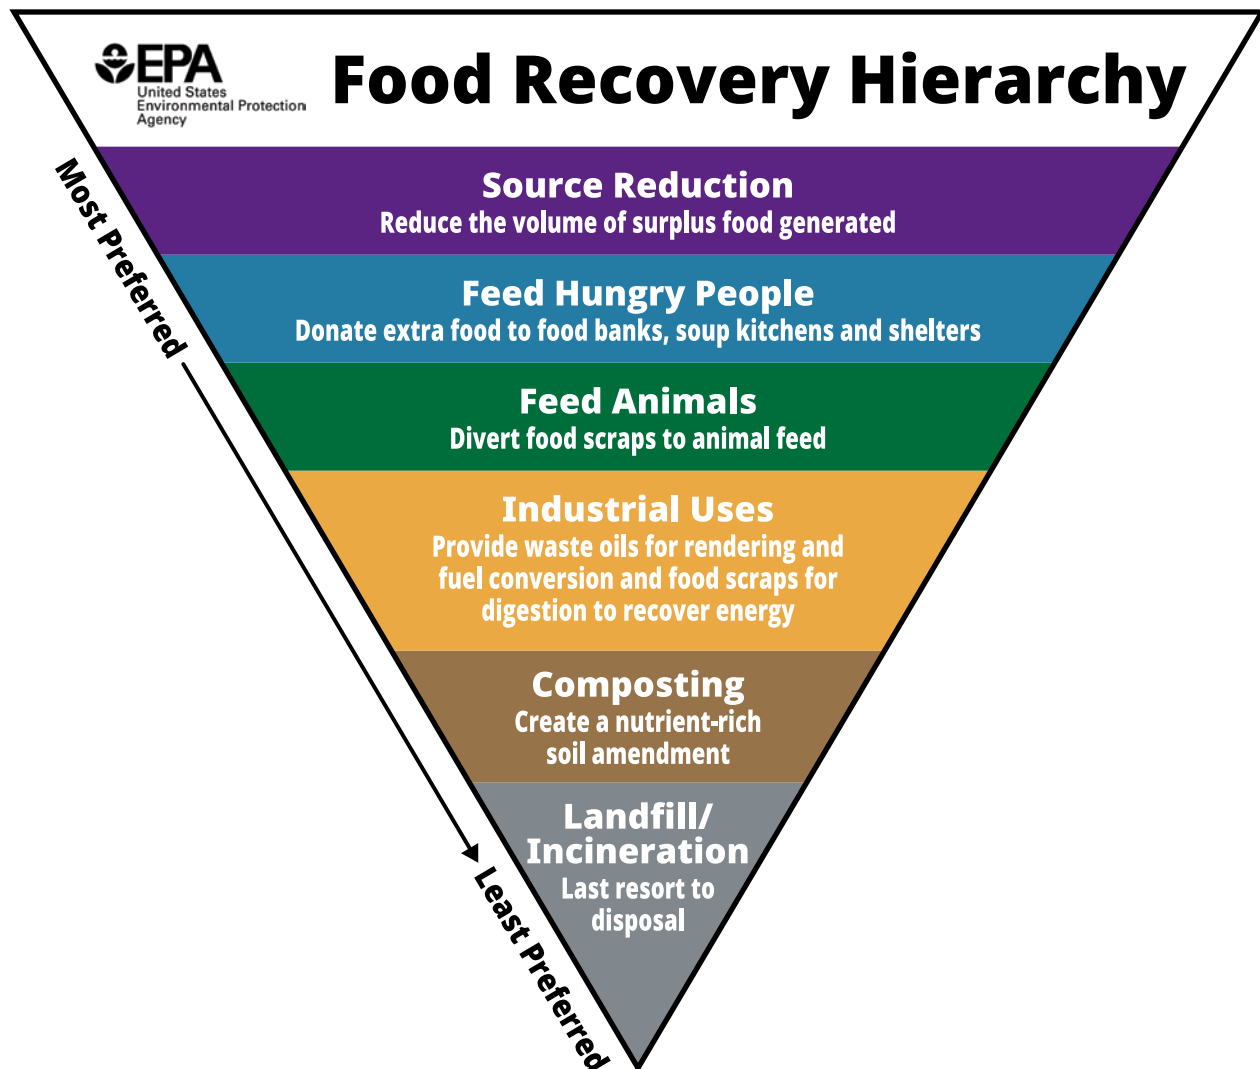 EPA
United States
Environmental Protection
Agency
Food Recovery Hierarchy
Most Preferred
Source Reduction
Reduce the volume of surplus food generated
Feed Hungry People
Donate extra food to food banks, soup kitchens and shelters
Feed Animals
Divert food scraps to animal feed
Industrial Uses
Provide waste oils for rendering and
fuel conversion and food scraps for
digestion to recover energy
Composting
Create a nutrient-rich
soil amendment
Landfill/
Incineration
Last resort to
disposal
Least Preferred